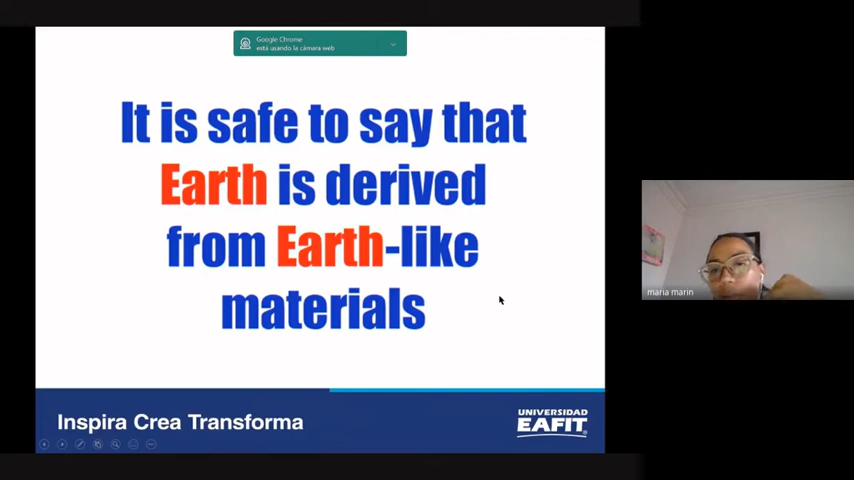 Google Chrome
está usando la cámara web
It is safe to say that
Earth is derived
from Earth-like
materials
maria marin
Inspira Crea Transforma
UNIVERSIDAD
EAFIT